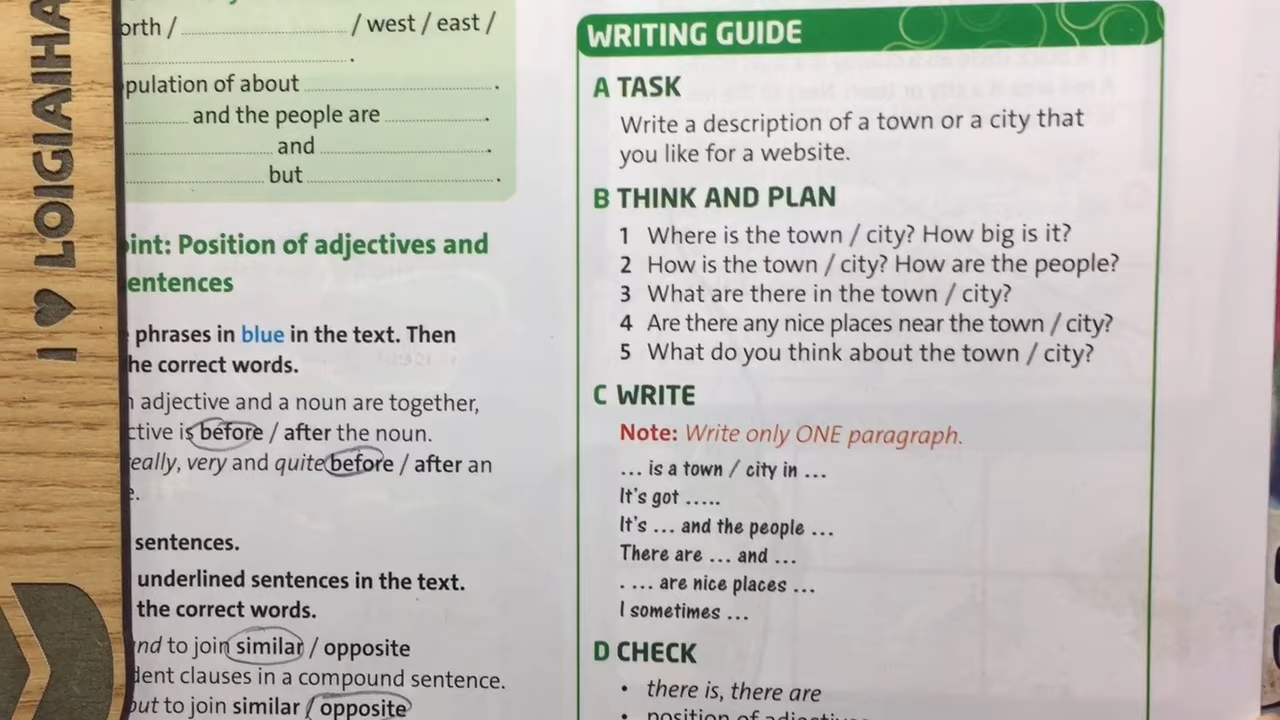 I ♥ LOIGIAIHA
orth / ........ / west / east /
........ .
pulation of about ........ .
........ and the people are ........ .
........ and ........ .
........ but ........ .
int: Position of adjectives and
entences
phrases in blue in the text. Then
he correct words.
adjective and a noun are together,
ctive is before / after the noun.
eally, very and quite before / after an
e.
sentences.
underlined sentences in the text.
the correct words.
nd to join similar / opposite
dent clauses in a compound sentence.
but to join similar / opposite
WRITING GUIDE
A TASK
Write a description of a town or a city that
you like for a website.
B THINK AND PLAN
1 Where is the town / city? How big is it?
2 How is the town / city? How are the people?
3 What are there in the town / city?
4 Are there any nice places near the town / city?
5 What do you think about the town / city?
C WRITE
Note: Write only ONE paragraph.
... is a town / city in ...
It's got .....
It's ... and the people ...
There are ... and ...
. ... are nice places ...
I sometimes ...
D CHECK
• there is, there are
• position of adjectives